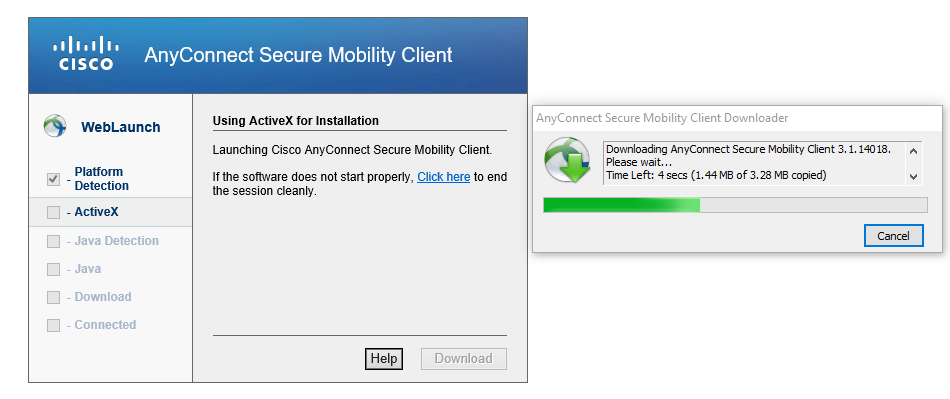 CISCO
AnyConnect Secure Mobility Client
WebLaunch
- Platform
Detection
- ActiveX
- Java Detection
- Java
- Download
- Connected
Using ActiveX for Installation
Launching Cisco AnyConnect Secure Mobility Client.
If the software does not start properly, Click here to end
the session cleanly.
Help
Download
AnyConnect Secure Mobility Client Downloader
Downloading AnyConnect Secure Mobility Client 3.1.14018.
Please wait...
Time Left: 4 secs (1.44 MB of 3.28 MB copied)
Cancel